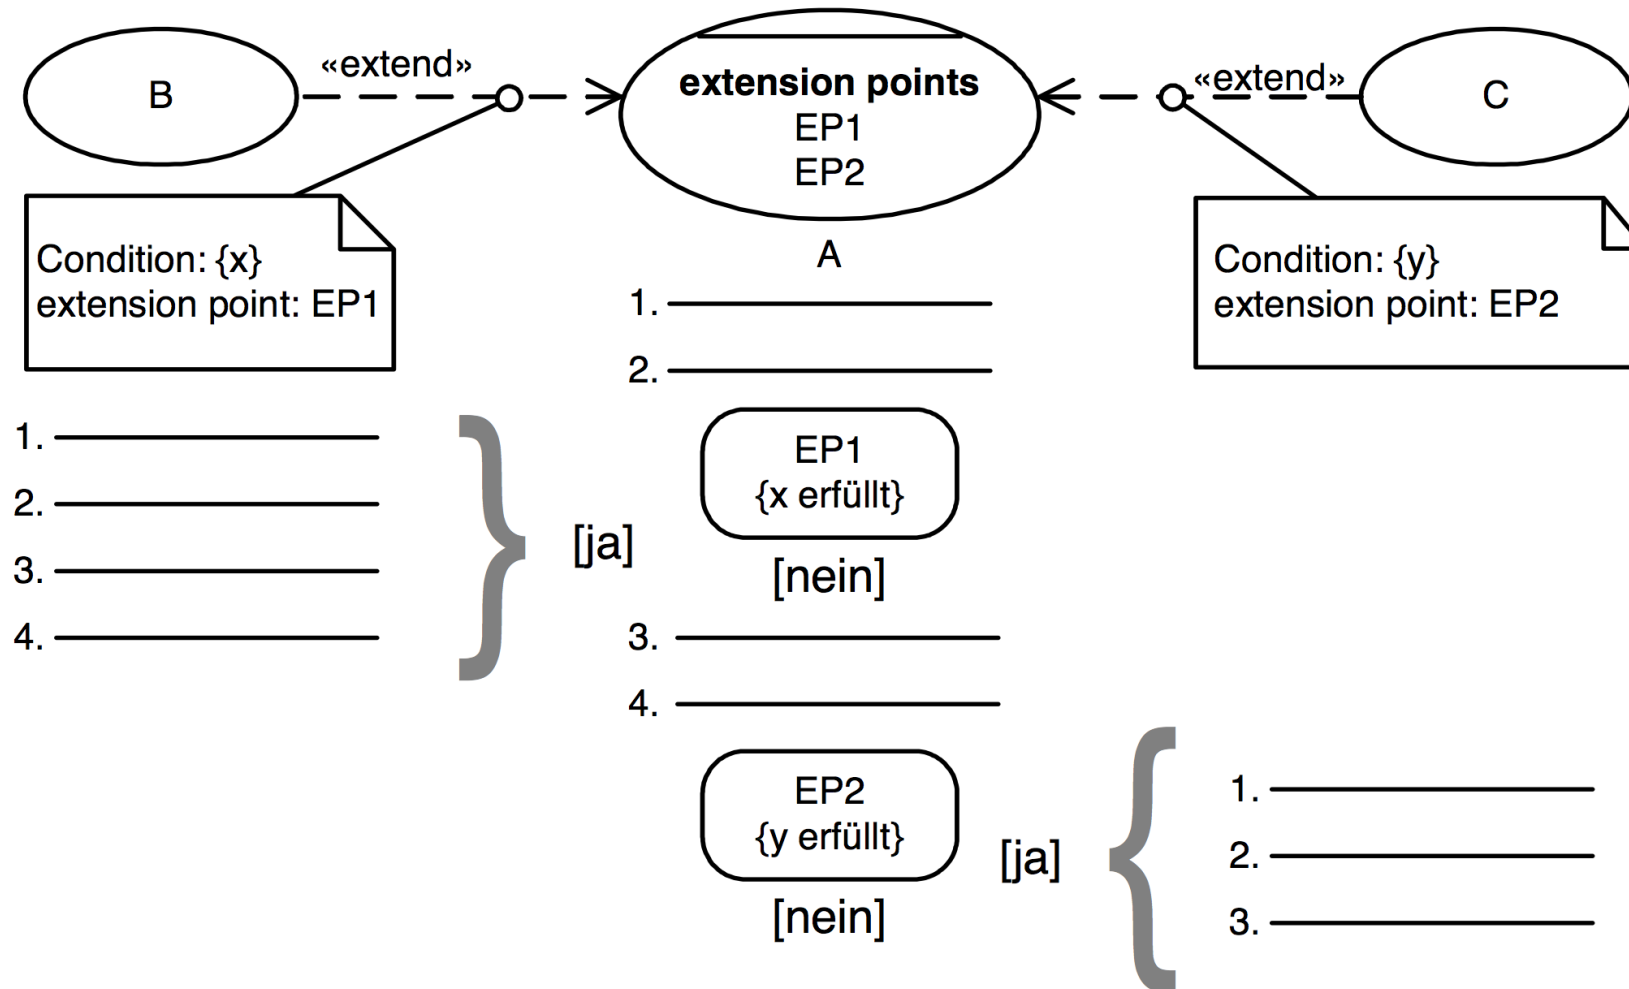 B
«extend»
extension points
EP1
EP2
A
«extend»
C
Condition: {x}
extension point: EP1
Condition: {y}
extension point: EP2
1.
2.
EP1
{x erfüllt}
[ja]
[nein]
1.
2.
3.
4.
3.
4.
EP2
{y erfüllt}
[ja]
[nein]
1.
2.
3.